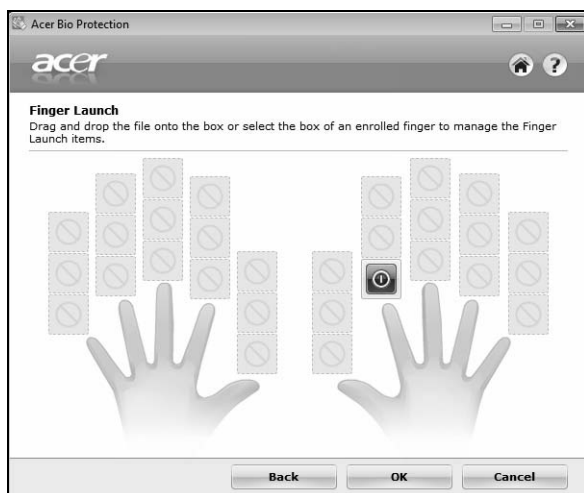 Acer Bio Protection
acer
?
Finger Launch
Drag and drop the file onto the box or select the box of an enrolled finger to manage the Finger
Launch items.
Back OK Cancel